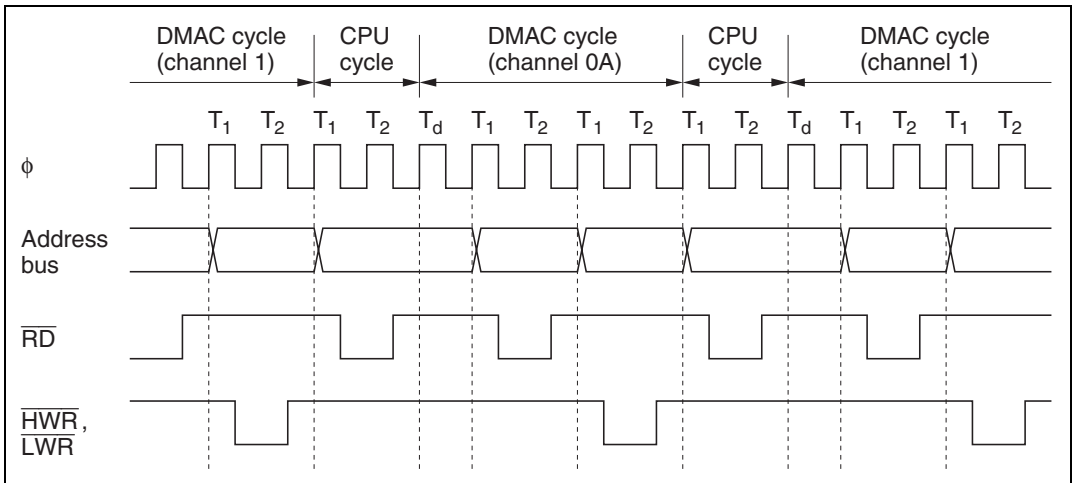 DMAC cycle CPU DMAC cycle CPU DMAC cycle
(channel 1) cycle (channel 0A) cycle (channel 1)
T1 T2 T1 T2 Td T1 T2 T1 T2 T1 T2 Td T1 T2 T1 T2
φ
Address
bus
RD
HWR,
LWR